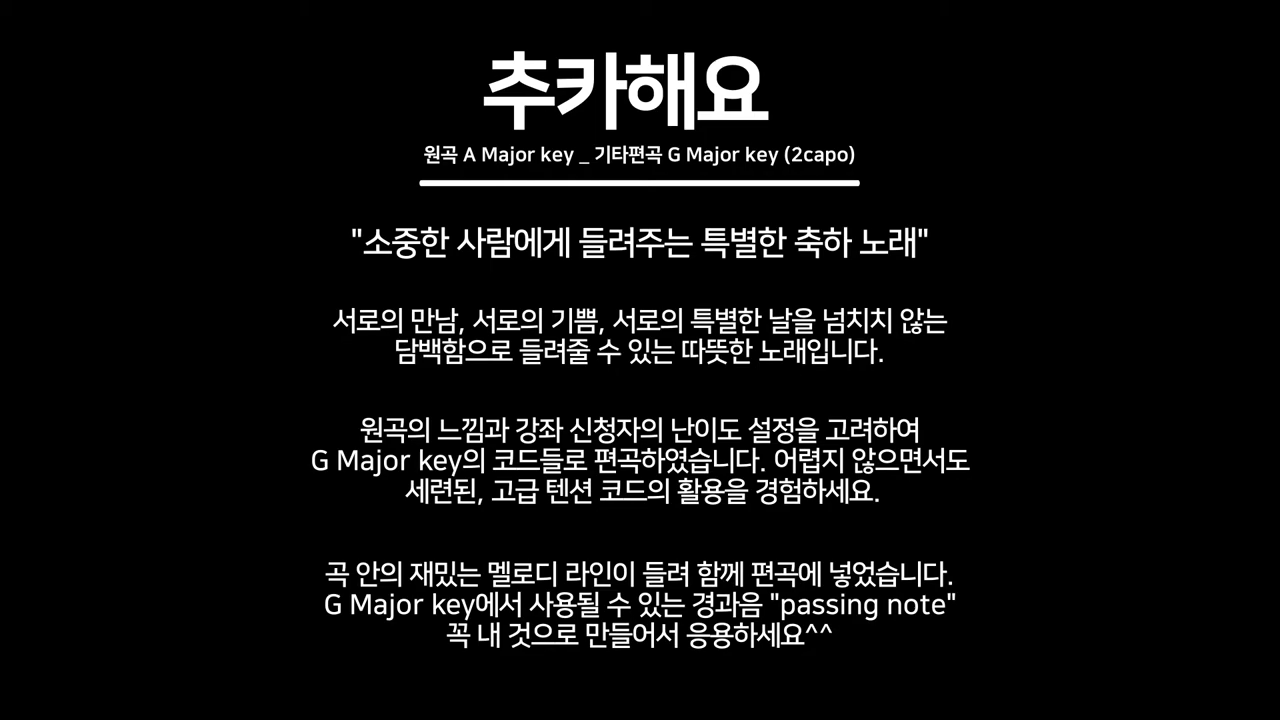 추카해요
원곡 A Major key _ 기타편곡 G Major key (2capo)
"소중한 사람에게 들려주는 특별한 축하 노래"
서로의 만남, 서로의 기쁨, 서로의 특별한 날을 넘치치 않는
담백함으로 들려줄 수 있는 따뜻한 노래입니다.
원곡의 느낌과 강좌 신청자의 난이도 설정을 고려하여
G Major key의 코드들로 편곡하였습니다. 어렵지 않으면서도
세련된, 고급 텐션 코드의 활용을 경험하세요.
곡 안의 재밌는 멜로디 라인이 들려 함께 편곡에 넣었습니다.
G Major key에서 사용될 수 있는 경과음 "passing note"
꼭 내 것으로 만들어서 응용하세요^^